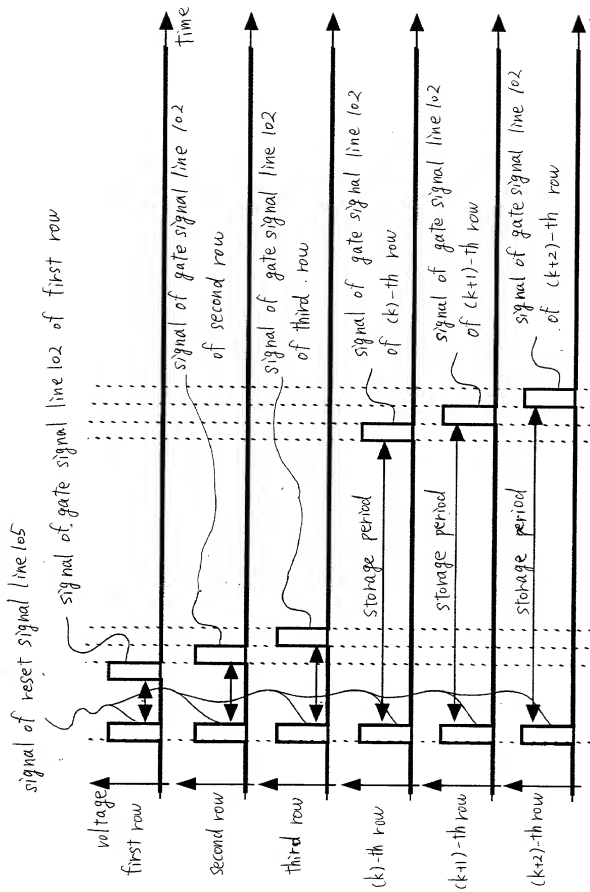 signal of reset signal line 105
signal of gate signal line 102 of first row
voltage
first row
time
signal of gate signal line 102
of second row
second row
signal of gate signal line 102
of third row
third row
signal of gate signal line 102
of (k)-th row
storage period
(k)-th row
signal of gate signal line 102
of (k+1)-th row
storage period
(k+1)-th row
signal of gate signal line 102
of (k+2)-th row
storage period
(k+2)-th row